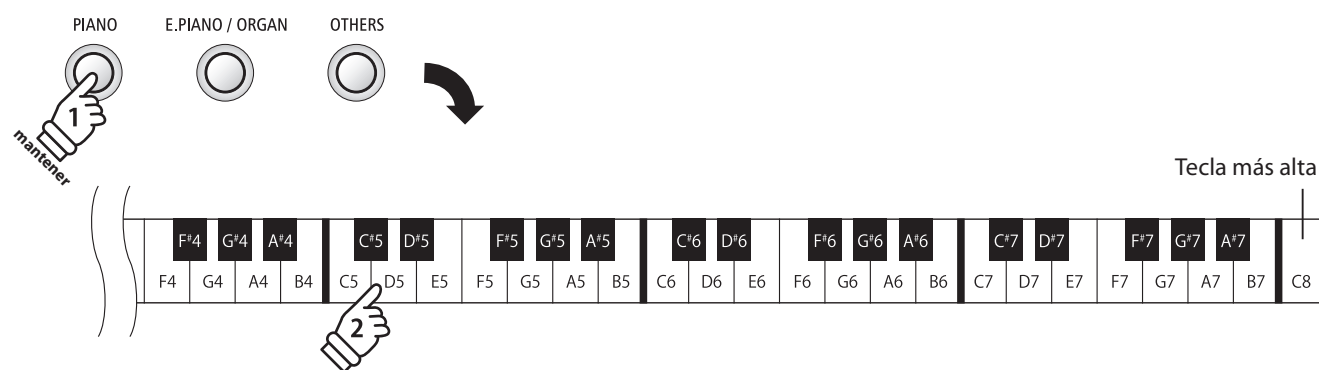 PIANO E.PIANO / ORGAN OTHERS
1
mantener
Tecla más alta
F#4 G#4 A#4 C#5 D#5 F#5 G#5 A#5 C#6 D#6 F#6 G#6 A#6 C#7 D#7 F#7 G#7 A#7
F4 G4 A4 B4 C5 D5 E5 F5 G5 A5 B5 C6 D6 E6 F6 G6 A6 B6 C7 D7 E7 F7 G7 A7 B7 C8
2